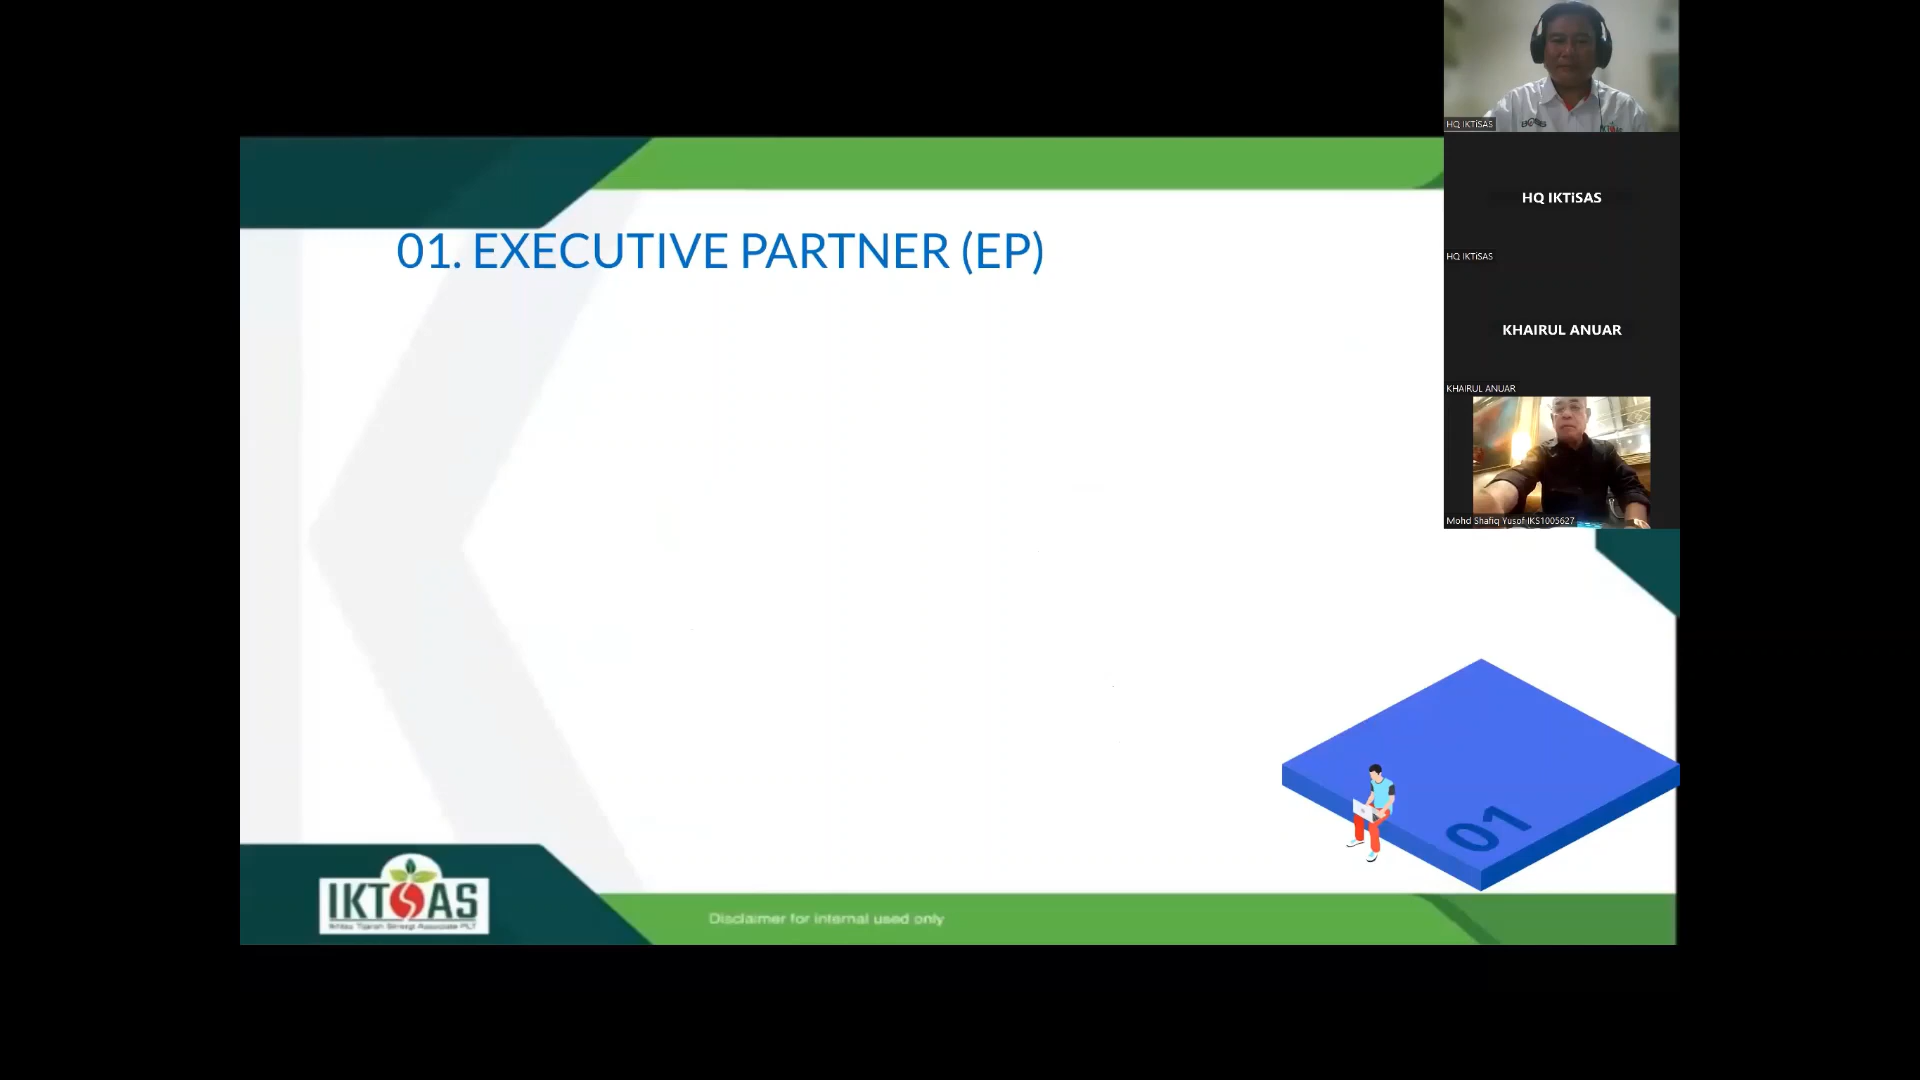 HQ IKTiSAS
HQ IKTiSAS
HQ IKTiSAS
KHAIRUL ANUAR
KHAIRUL ANUAR
Mohd Shafiq Yusof-IKS1005627
01. EXECUTIVE PARTNER (EP)
01
IKTSAS
Iktisas Tijarah Sinergi Associate PLT
Disclaimer for internal used only